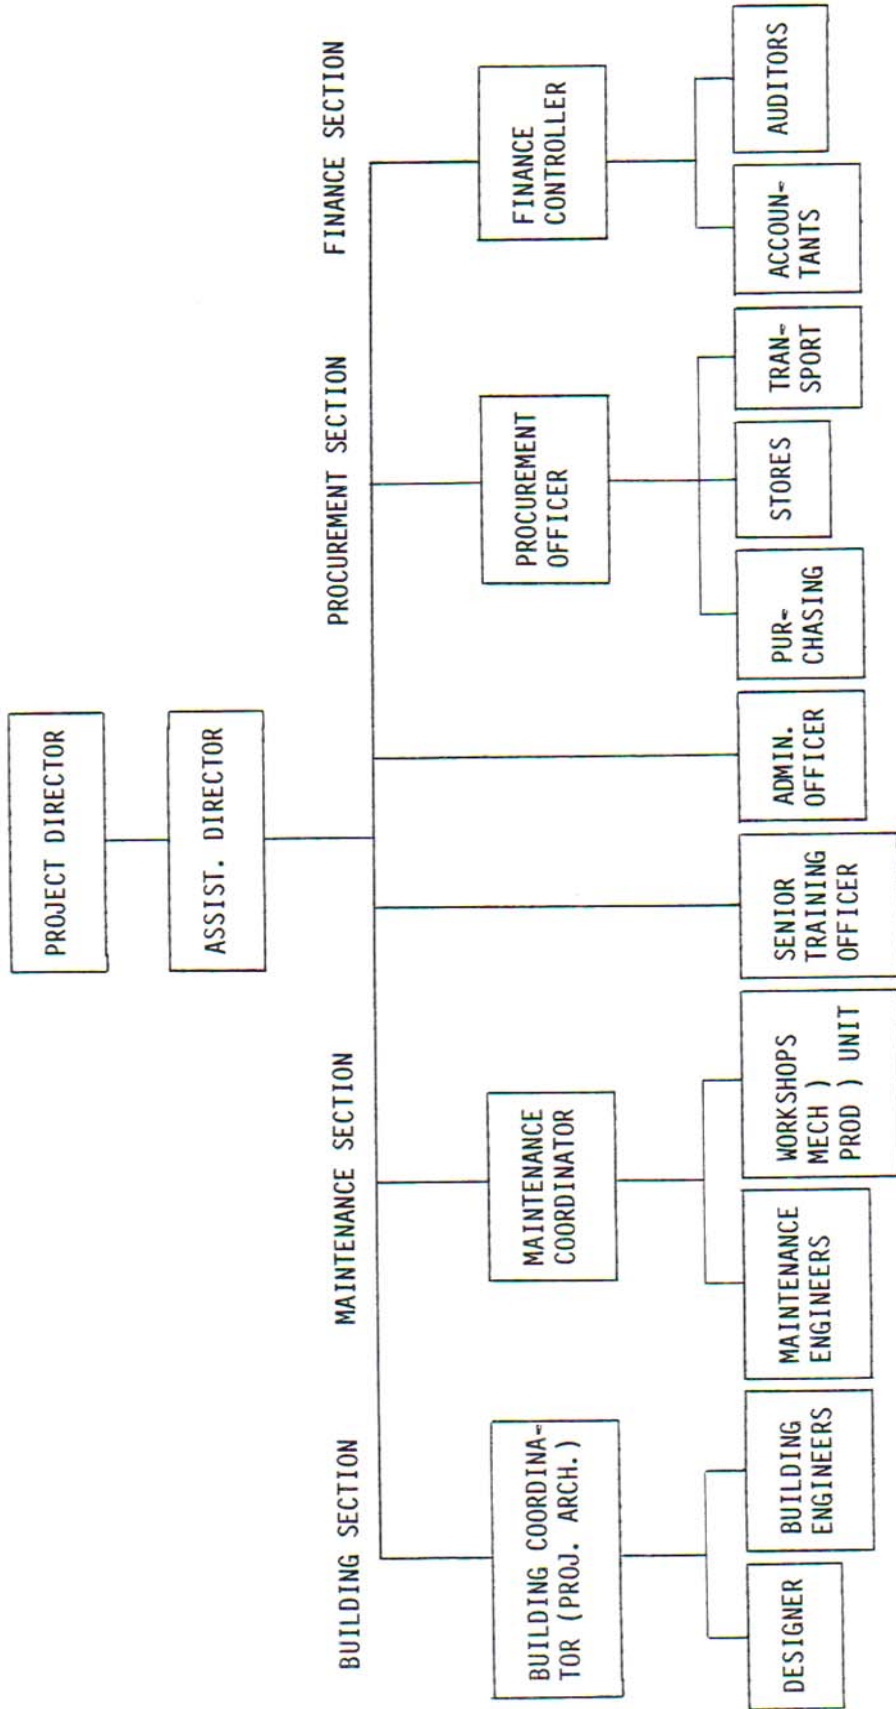 PROJECT DIRECTOR
ASSIST. DIRECTOR
BUILDING SECTION
MAINTENANCE SECTION
PROCUREMENT SECTION
FINANCE SECTION
BUILDING COORDINA-
TOR (PROJ. ARCH.)
MAINTENANCE
COORDINATOR
PROCUREMENT
OFFICER
FINANCE
CONTROLLER
DESIGNER
BUILDING
ENGINEERS
MAINTENANCE
ENGINEERS
WORKSHOPS
MECH )
PROD ) UNIT
SENIOR
TRAINING
OFFICER
ADMIN.
OFFICER
PUR-
CHASING
STORES
TRAN-
SPORT
ACCOUN-
TANTS
AUDITORS